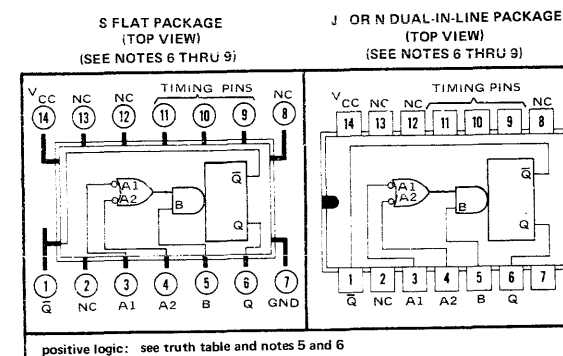 S FLAT PACKAGE
(TOP VIEW)
(SEE NOTES 6 THRU 9)
V CC NC NC TIMING PINS NC
14 13 12 11 10 9 8
Q̅
A1
A2
B
Q
1 2 3 4 5 6 7
Q̅ NC A1 A2 B Q GND
J OR N DUAL-IN-LINE PACKAGE
(TOP VIEW)
(SEE NOTES 6 THRU 9)
V CC NC NC TIMING PINS NC
14 13 12 11 10 9 8
Q̅
A1
A2
B
Q
1 2 3 4 5 6 7
Q̅ NC A1 A2 B Q
positive logic: see truth table and notes 5 and 6